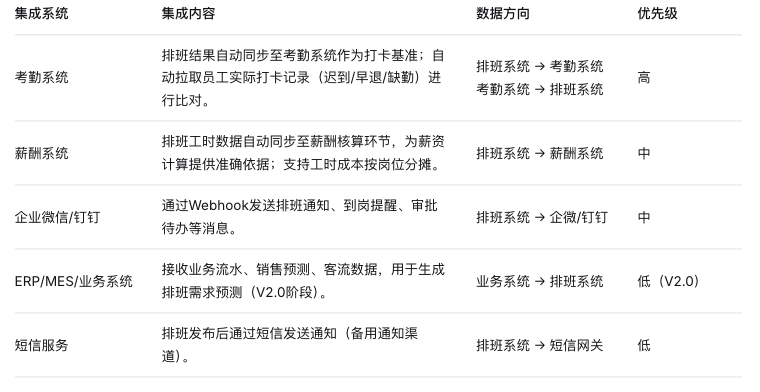 集成系统 集成内容 数据方向 优先级
考勤系统
排班结果自动同步至考勤系统作为打卡基准；自
动拉取员工实际打卡记录（迟到/早退/缺勤）进
行比对。
排班系统 → 考勤系统
考勤系统 → 排班系统
高
薪酬系统
排班工时数据自动同步至薪酬核算环节，为薪资
计算提供准确依据；支持工时成本按岗位分摊。
排班系统 → 薪酬系统
中
企业微信/钉钉
通过Webhook发送排班通知、到岗提醒、审批
待办等消息。
排班系统 → 企微/钉钉
中
ERP/MES/业务系统
接收业务流水、销售预测、客流数据，用于生成
排班需求预测（V2.0阶段）。
业务系统 → 排班系统
低（V2.0）
短信服务
排班发布后通过短信发送通知（备用通知渠
道）。
排班系统 → 短信网关
低